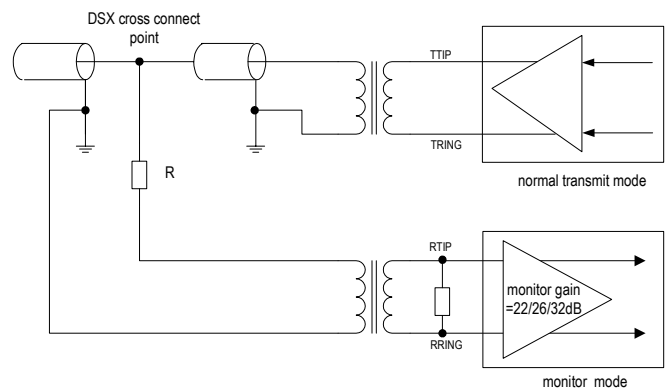 DSX cross connect
point
TTIP
TRING
normal transmit mode
R
RTIP
monitor gain
=22/26/32dB
RRING
monitor mode